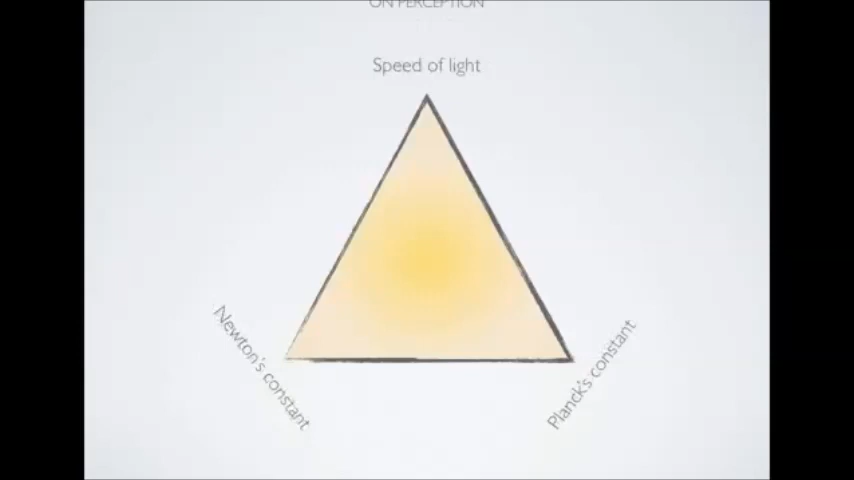 ON PERCEPTION
Speed of light
Newton's constant
Planck's constant